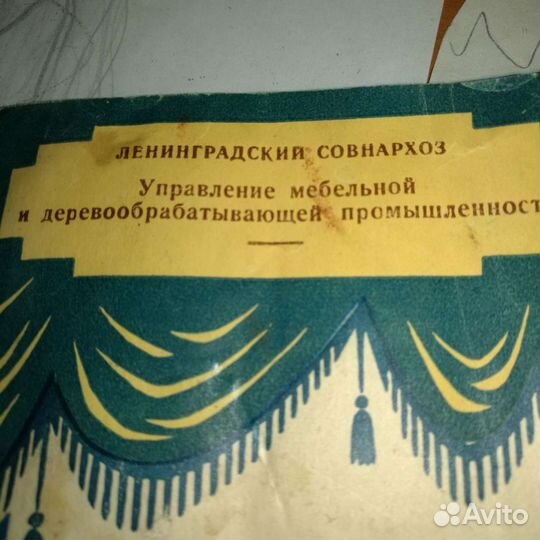 ЛЕНИНГРАДСКИЙ СОВНАРХОЗ
Управление мебельной
и деревообрабатывающей промышленност
Avito